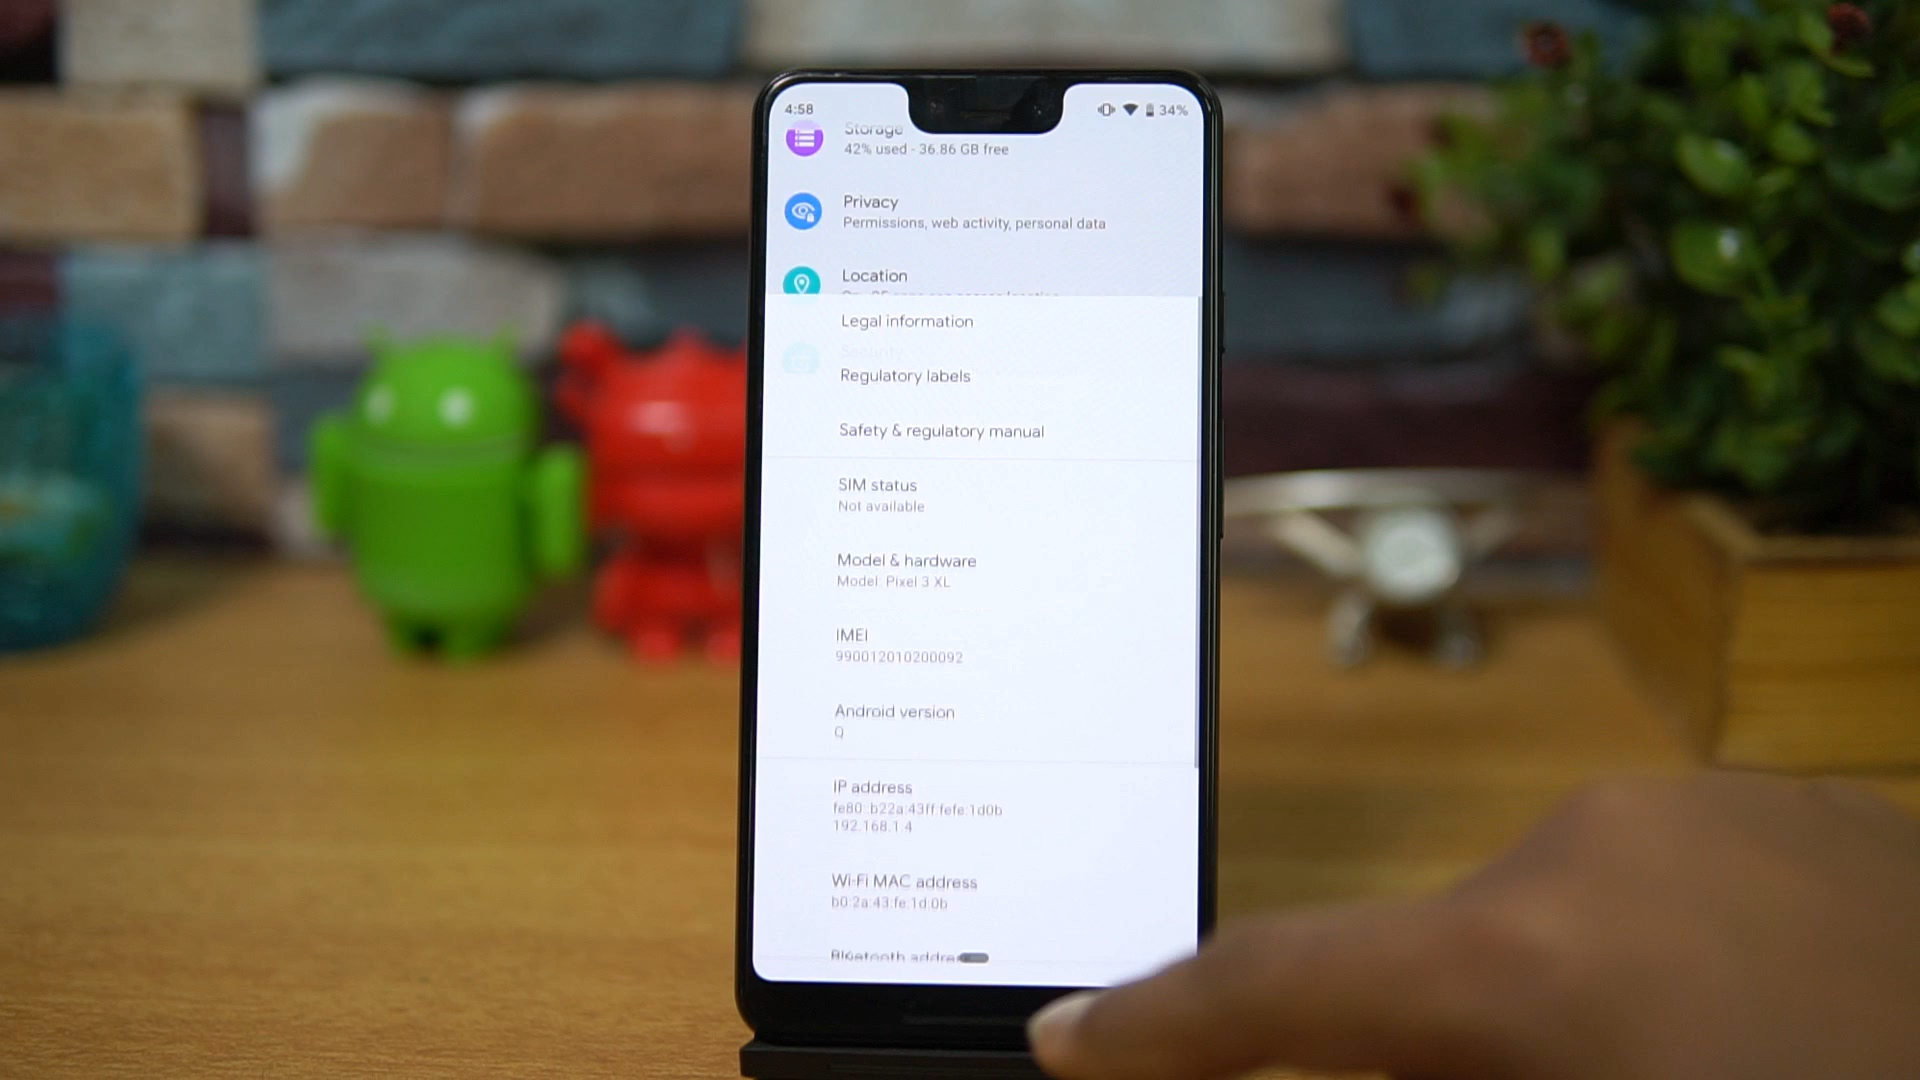 4:58
34%
Storage
42% used - 36.86 GB free
Privacy
Permissions, web activity, personal data
Location
Legal information
Security
Regulatory labels
Safety & regulatory manual
SIM status
Not available
Model & hardware
Model: Pixel 3 XL
IMEI
990012010200092
Android version
Q
IP address
fe80::b22a:43ff:fefe:1d0b
192.168.1.4
Wi-Fi MAC address
b0:2a:43:fe:1d:0b
Bluetooth addre